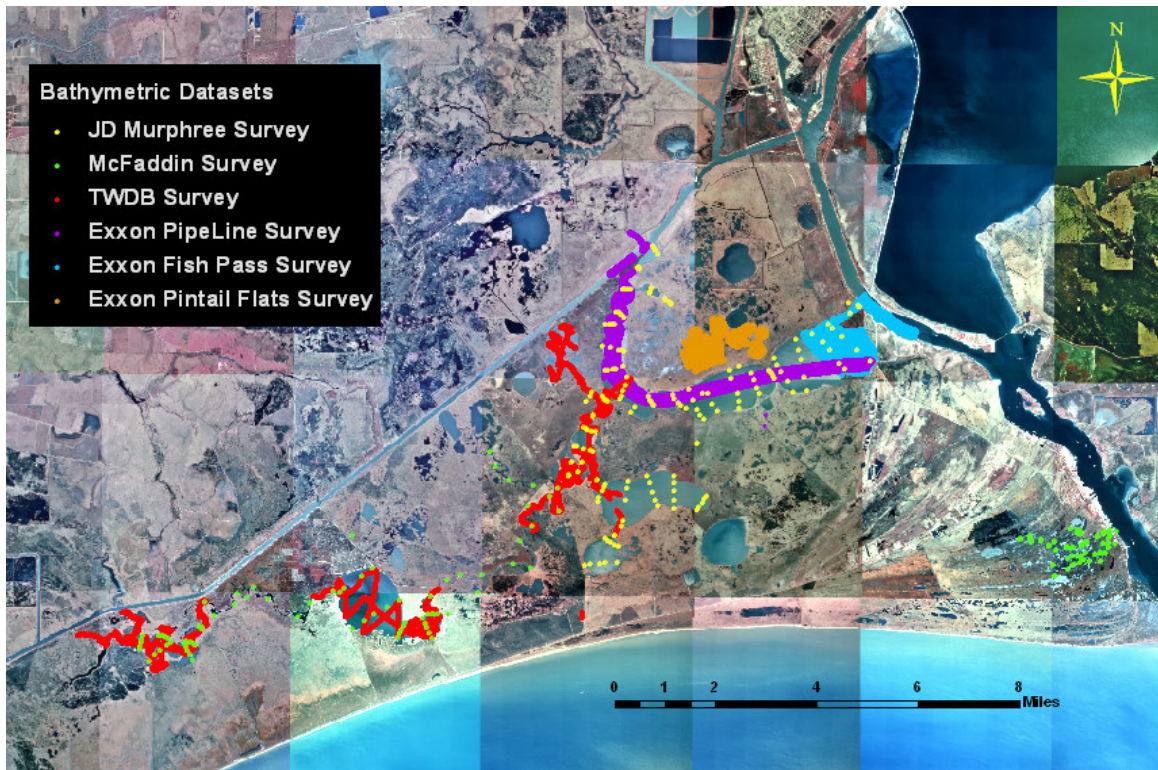 N
Bathymetric Datasets
JD Murphree Survey
McFaddin Survey
TWDB Survey
Exxon PipeLine Survey
Exxon Fish Pass Survey
Exxon Pintail Flats Survey
0 1 2 4 6 8
Miles